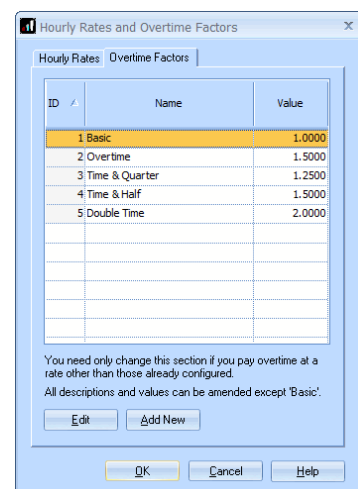 Hourly Rates and Overtime Factors x
Hourly Rates Overtime Factors
ID Name Value
1 Basic 1.0000
2 Overtime 1.5000
3 Time & Quarter 1.2500
4 Time & Half 1.5000
5 Double Time 2.0000
You need only change this section if you pay overtime at a
rate other than those already configured.
All descriptions and values can be amended except 'Basic'.
Edit Add New
OK Cancel Help